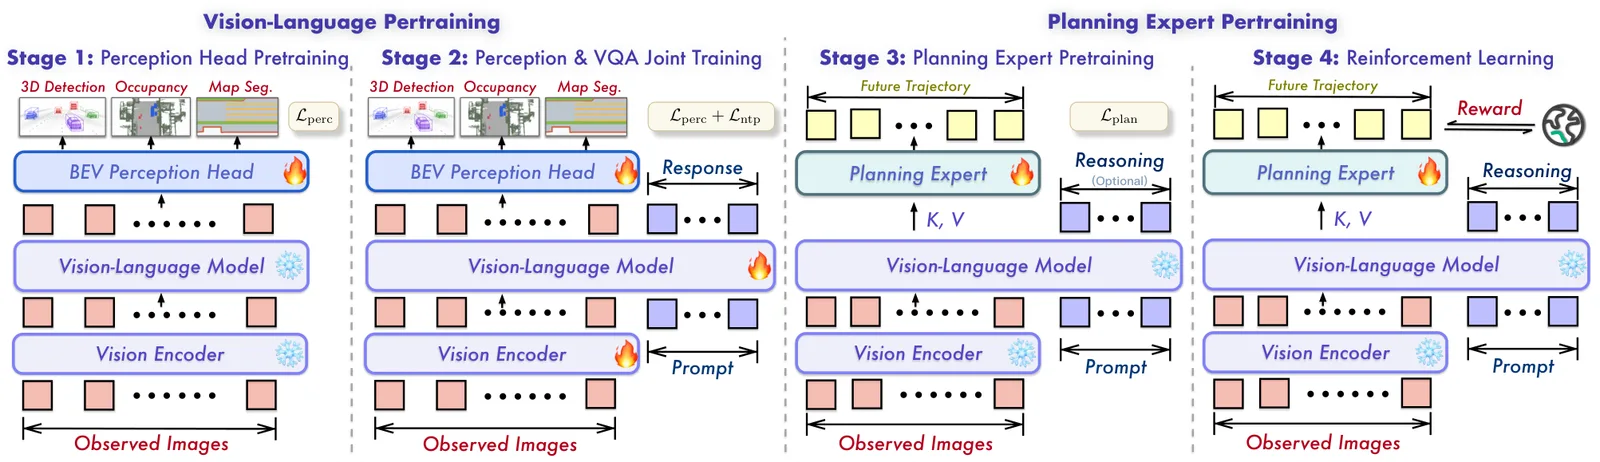 Vision-Language Pertraining
Planning Expert Pertraining
Stage 1: Perception Head Pretraining
3D Detection
Occupancy
Map Seg.
ℒperc
BEV Perception Head
Vision-Language Model
Vision Encoder
Observed Images
Stage 2: Perception & VQA Joint Training
3D Detection
Occupancy
Map Seg.
ℒperc + ℒntp
BEV Perception Head
Response
Vision-Language Model
Vision Encoder
Prompt
Observed Images
Stage 3: Planning Expert Pretraining
Future Trajectory
ℒplan
Planning Expert
Reasoning
(Optional)
K, V
Vision-Language Model
Vision Encoder
Prompt
Observed Images
Stage 4: Reinforcement Learning
Future Trajectory
Reward
Planning Expert
Reasoning
K, V
Vision-Language Model
Vision Encoder
Prompt
Observed Images